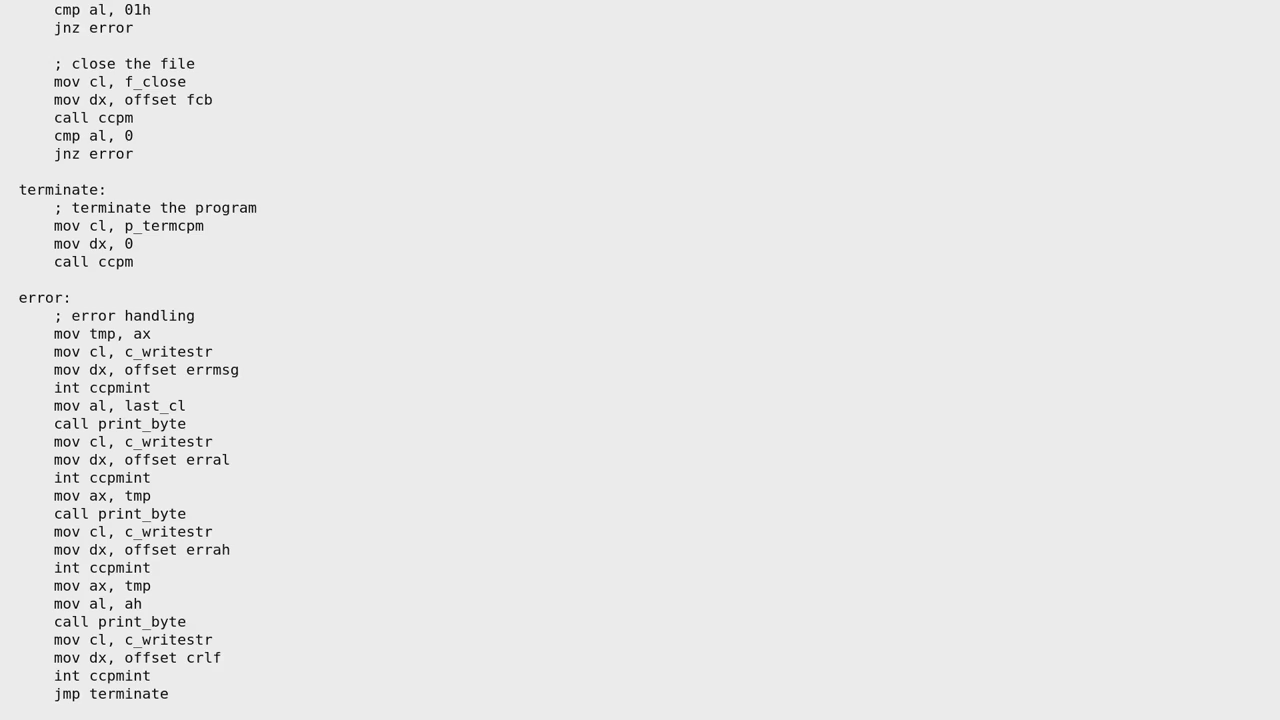 cmp al, 01h
jnz error
; close the file
mov cl, f_close
mov dx, offset fcb
call ccpm
cmp al, 0
jnz error
terminate:
; terminate the program
mov cl, p_termcpm
mov dx, 0
call ccpm
error:
; error handling
mov tmp, ax
mov cl, c_writestr
mov dx, offset errmsg
int ccpmint
mov al, last_cl
call print_byte
mov cl, c_writestr
mov dx, offset erral
int ccpmint
mov ax, tmp
call print_byte
mov cl, c_writestr
mov dx, offset errah
int ccpmint
mov ax, tmp
mov al, ah
call print_byte
mov cl, c_writestr
mov dx, offset crlf
int ccpmint
jmp terminate